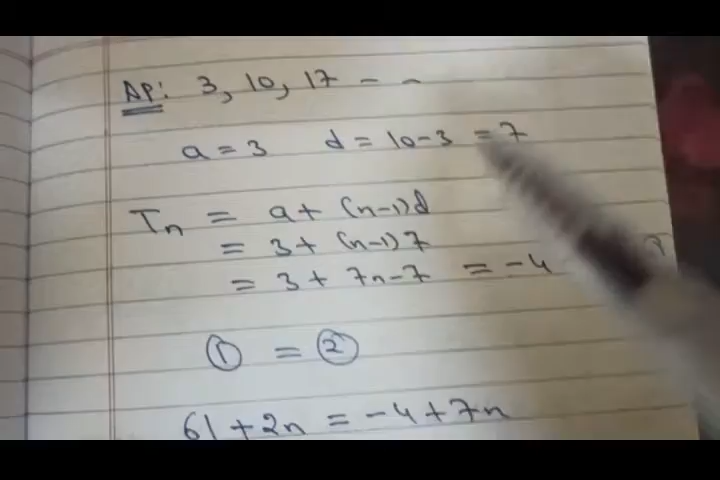 AP: 3, 10, 17 - -
a = 3 d = 10-3 = 7
Tn = a + (n-1)d
= 3 + (n-1)7
= 3 + 7n-7 = -4
① = ②
61 + 2n = -4 + 7n